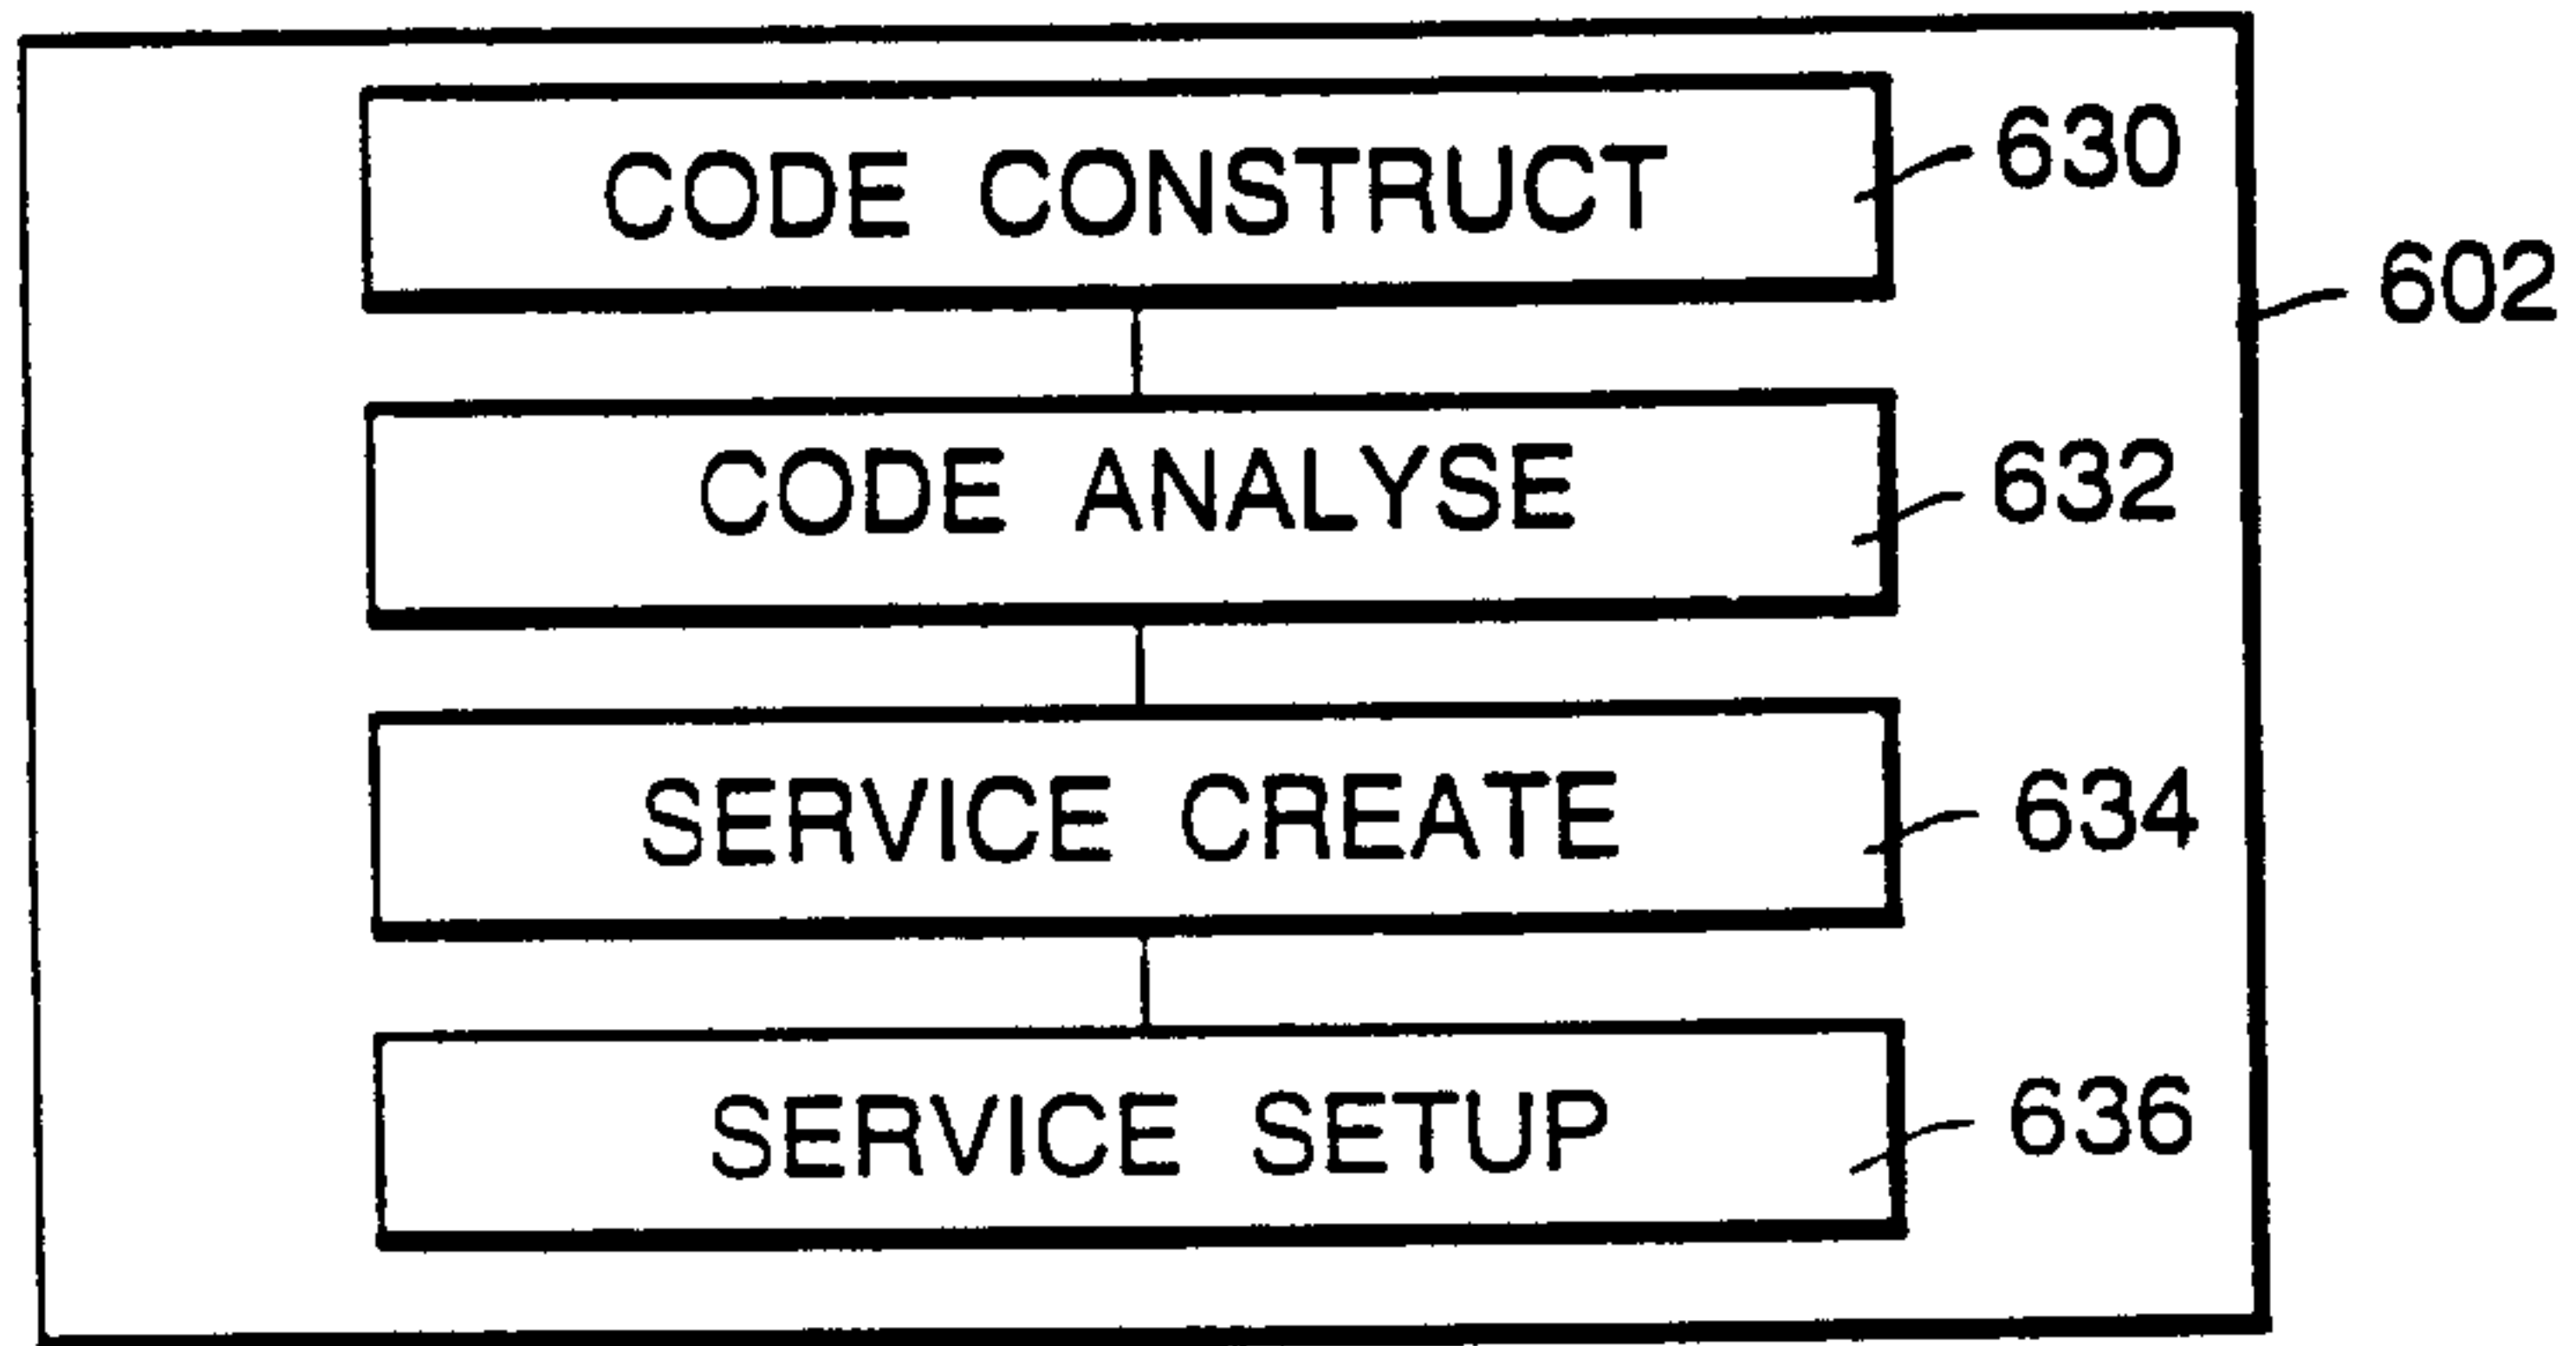 CODE CONSTRUCT 630
602
CODE ANALYSE 632
SERVICE CREATE 634
SERVICE SETUP 636